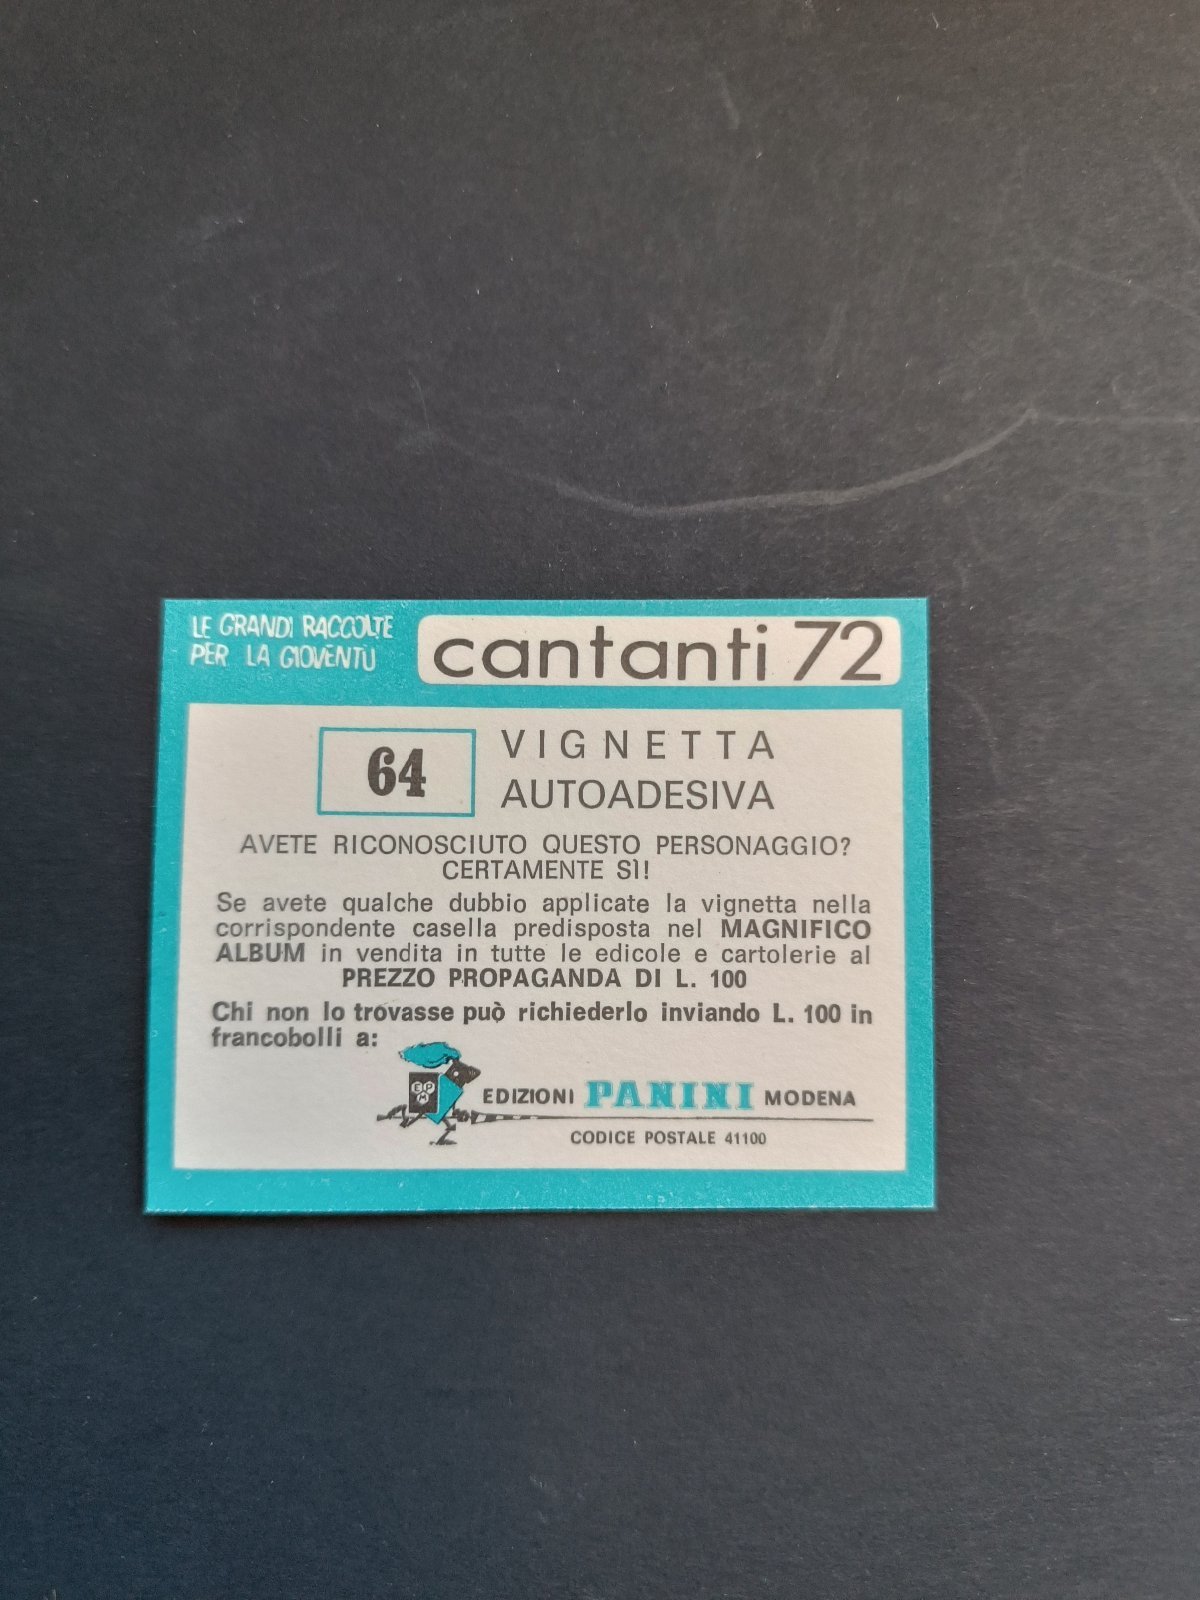 LE GRANDI RACCOLTE
PER LA GIOVENTÙ
cantanti 72
64
VIGNETTA
AUTOADESIVA
AVETE RICONOSCIUTO QUESTO PERSONAGGIO?
CERTAMENTE SÌ!
Se avete qualche dubbio applicate la vignetta nella
corrispondente casella predisposta nel MAGNIFICO
ALBUM in vendita in tutte le edicole e cartolerie al
PREZZO PROPAGANDA DI L. 100
Chi non lo trovasse può richiederlo inviando L. 100 in
francobolli a:
EPM
EDIZIONI PANINI MODENA
CODICE POSTALE 41100